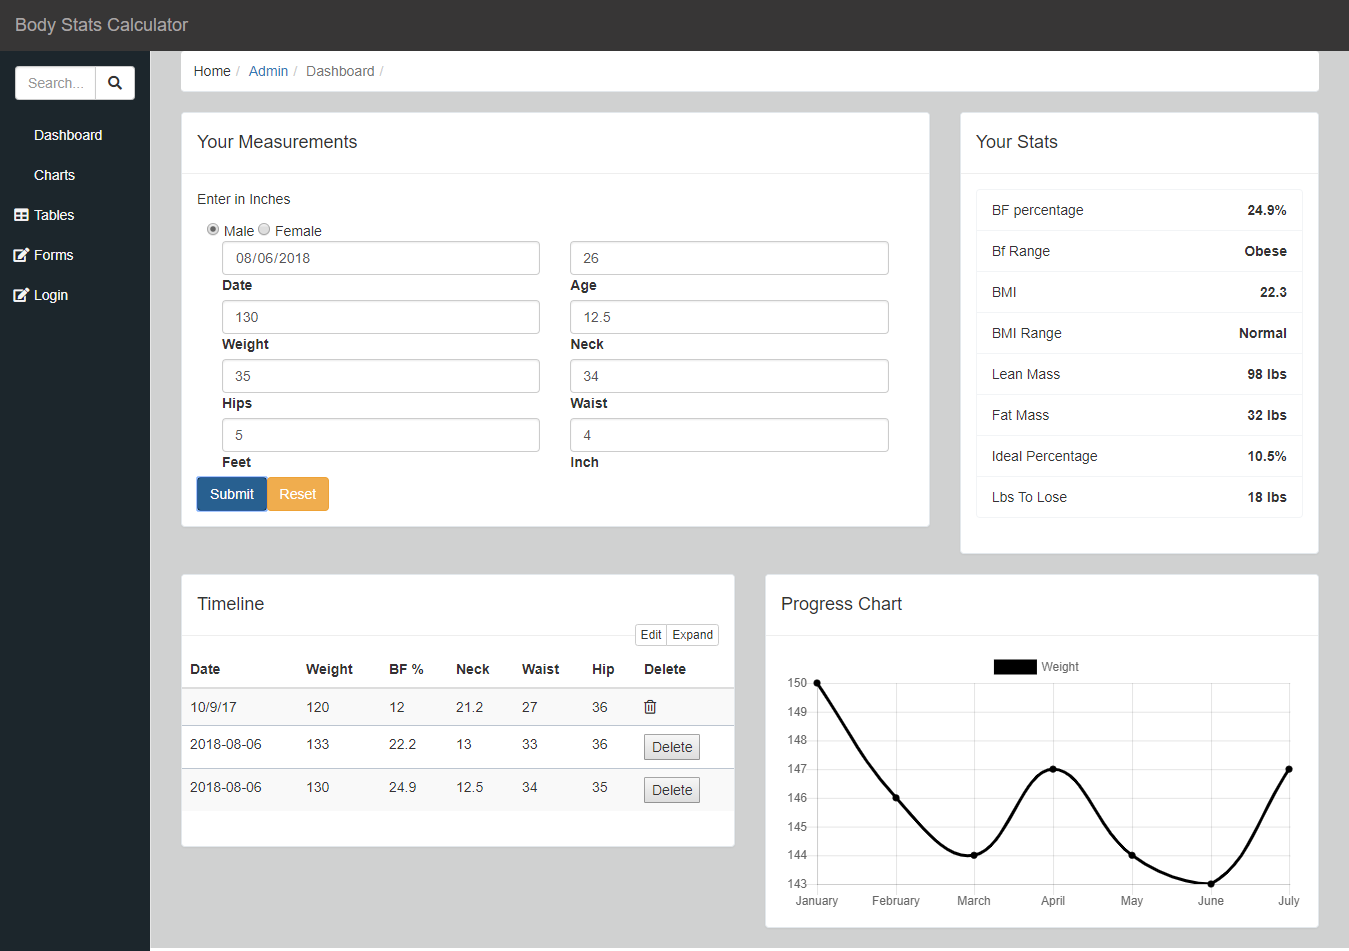 Body Stats Calculator
Search...
Dashboard
Charts
Tables
Forms
Login
Home / Admin / Dashboard /
Your Measurements
Enter in Inches
Male Female
08/06/2018 26
Date Age
130 12.5
Weight Neck
35 34
Hips Waist
5 4
Feet Inch
Submit Reset
Your Stats
BF percentage 24.9%
Bf Range Obese
BMI 22.3
BMI Range Normal
Lean Mass 98 lbs
Fat Mass 32 lbs
Ideal Percentage 10.5%
Lbs To Lose 18 lbs
Timeline
Edit Expand
Date Weight BF % Neck Waist Hip Delete
10/9/17 120 12 21.2 27 36
2018-08-06 133 22.2 13 33 36 Delete
2018-08-06 130 24.9 12.5 34 35 Delete
Progress Chart
Weight
150
149
148
147
146
145
144
143
January February March April May June July